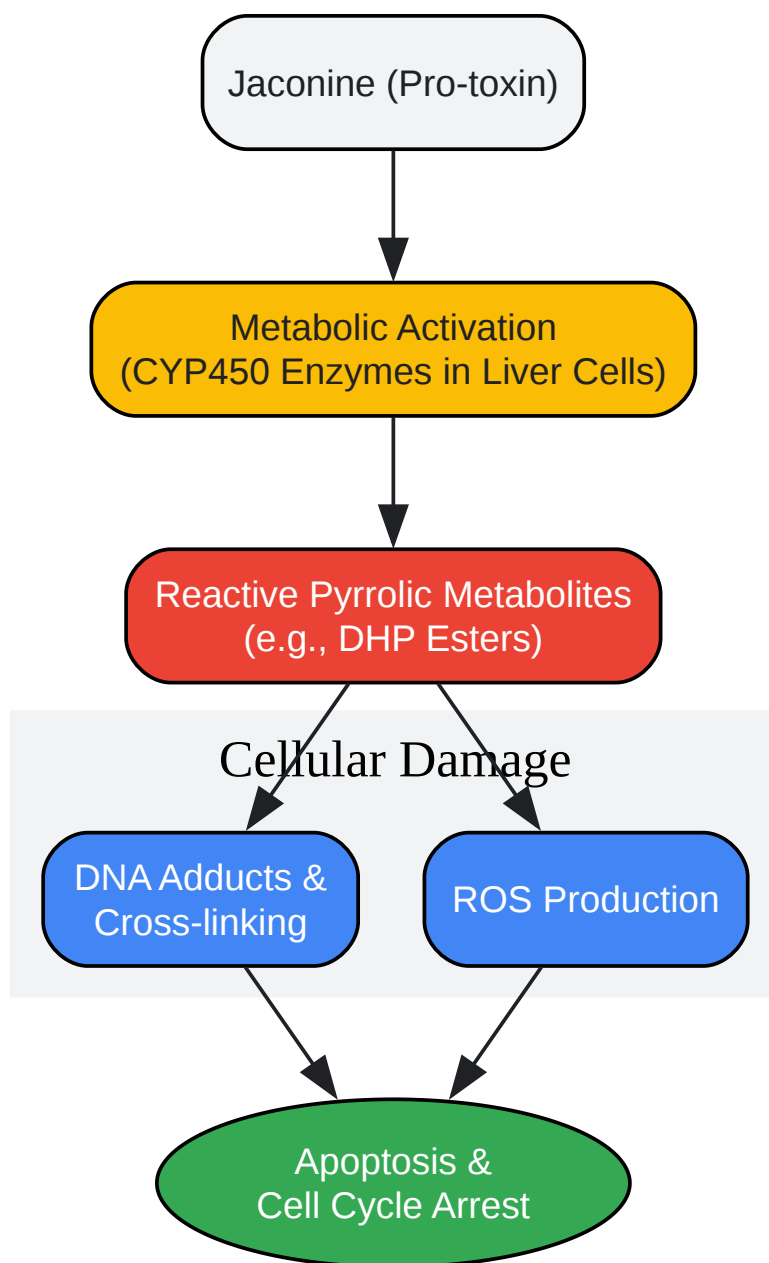 Jaconine (Pro-toxin)
Metabolic Activation
(CYP450 Enzymes in Liver Cells)
Reactive Pyrrolic Metabolites
(e.g., DHP Esters)
Cellular Damage
DNA Adducts &
Cross-linking
ROS Production
Apoptosis &
Cell Cycle Arrest